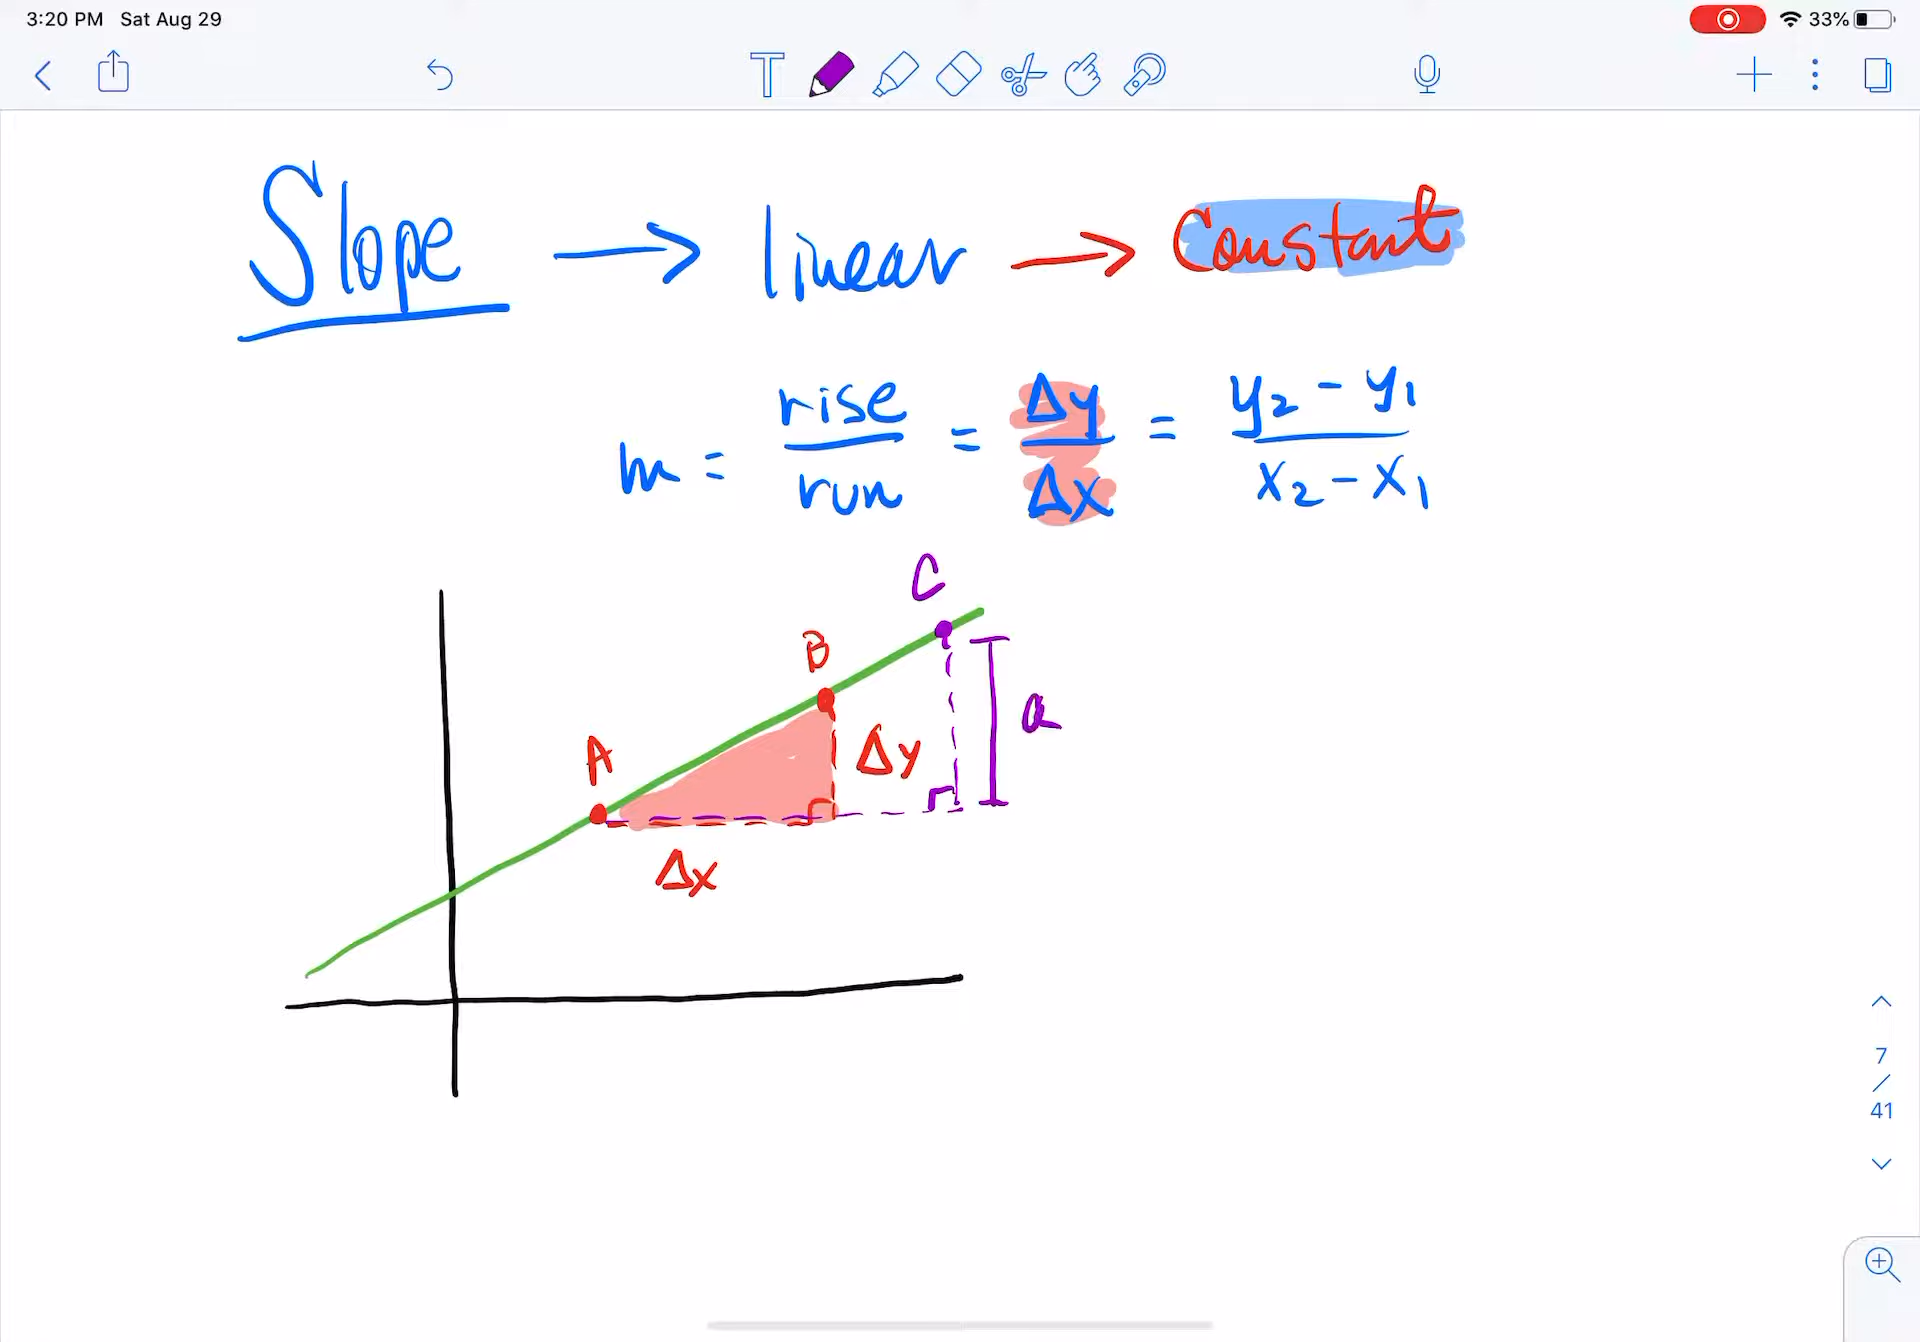 3:20 PM Sat Aug 29
33%
T
Slope → linear → Constant
m = rise/run = Δy/Δx = y₂ - y₁/x₂ - x₁
C
B
a
A
Δy
Δx
7
/
41